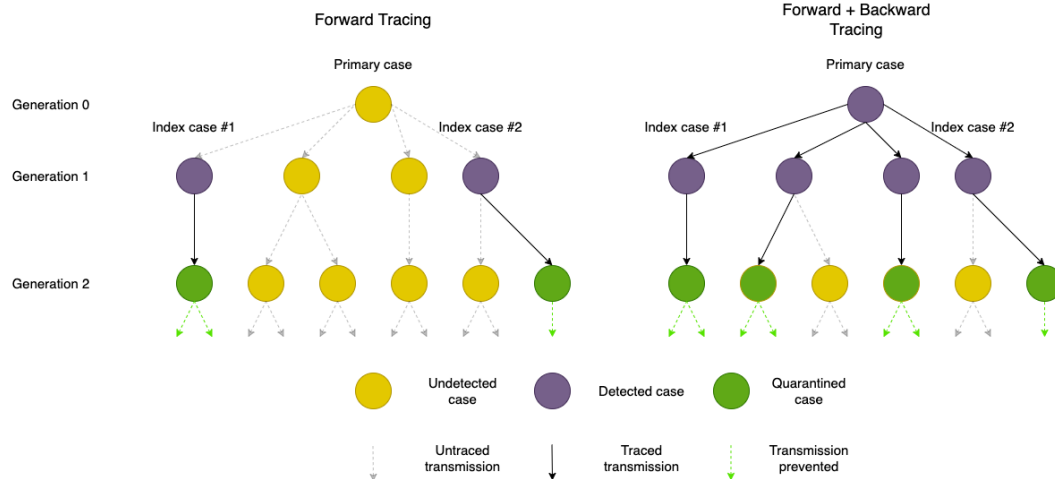 Forward Tracing
Forward + Backward
Tracing
Primary case
Primary case
Generation 0
Index case #1
Index case #2
Index case #1
Index case #2
Generation 1
Generation 2
Undetected
case
Detected case
Quarantined
case
Untraced
transmission
Traced
transmission
Transmission
prevented